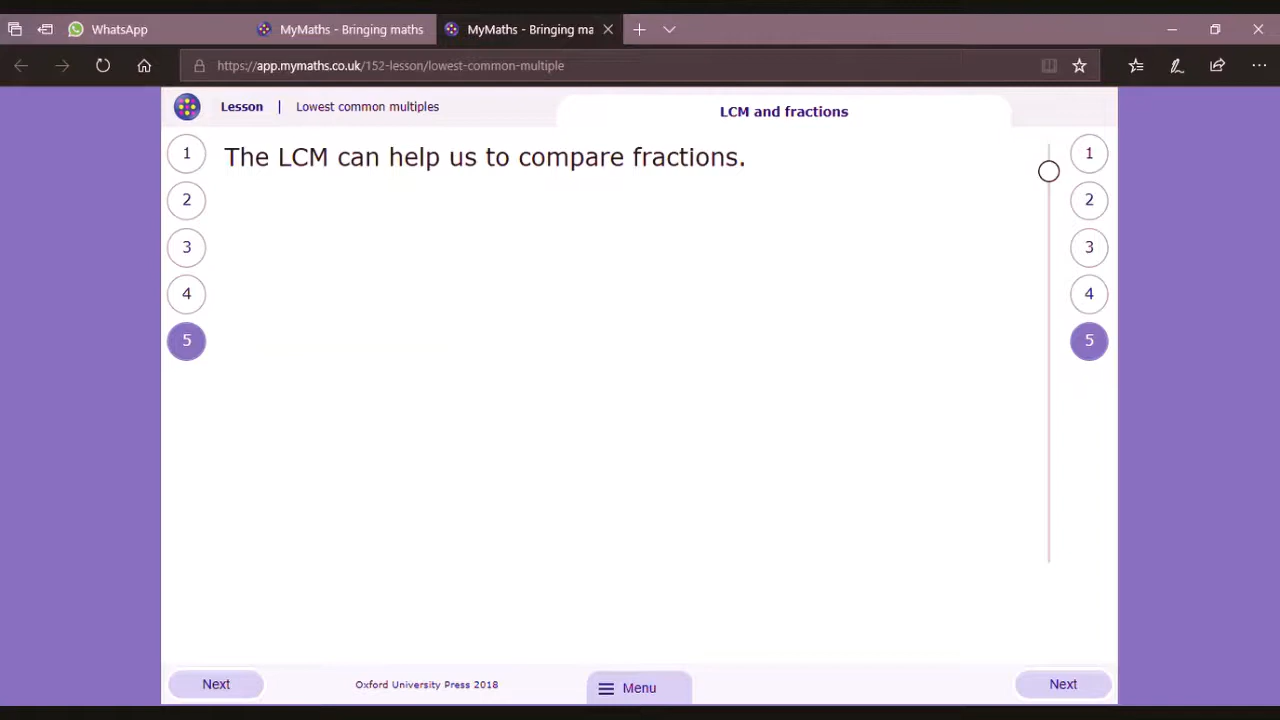 WhatsApp
MyMaths - Bringing maths
MyMaths - Bringing ma
https://app.mymaths.co.uk/152-lesson/lowest-common-multiple
Lesson | Lowest common multiples
LCM and fractions
The LCM can help us to compare fractions.
1
2
3
4
5
1
2
3
4
5
Next
Oxford University Press 2018
Menu
Next